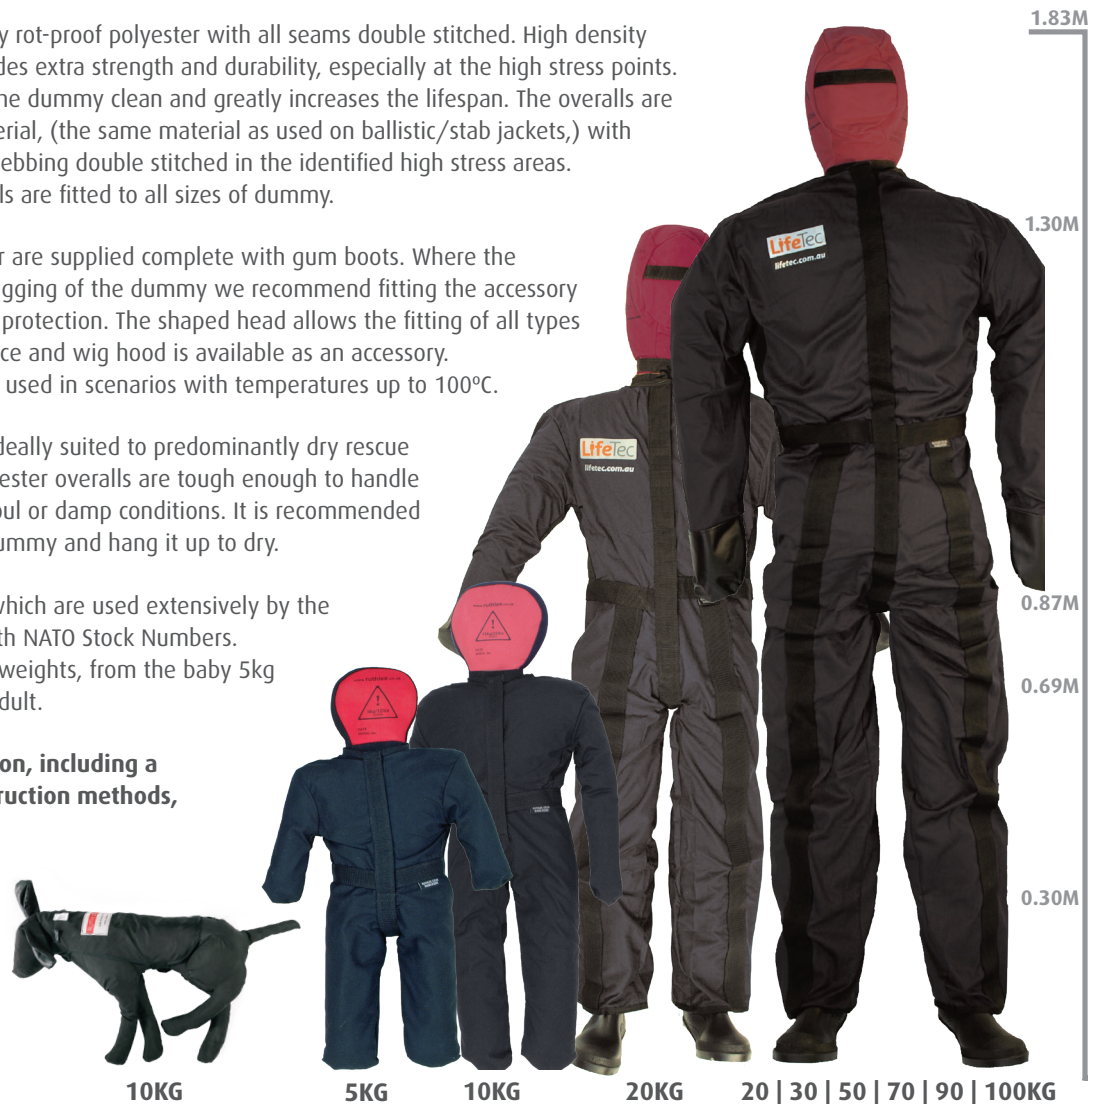 y rot-proof polyester with all seams double stitched. High density
des extra strength and durability, especially at the high stress points.
ne dummy clean and greatly increases the lifespan. The overalls are
erial, (the same material as used on ballistic/stab jackets,) with
ebbing double stitched in the identified high stress areas.
ls are fitted to all sizes of dummy.
r are supplied complete with gum boots. Where the
gging of the dummy we recommend fitting the accessory
protection. The shaped head allows the fitting of all types
ce and wig hood is available as an accessory.
used in scenarios with temperatures up to 100ºC.
deally suited to predominantly dry rescue
ester overalls are tough enough to handle
oul or damp conditions. It is recommended
ummy and hang it up to dry.
which are used extensively by the
th NATO Stock Numbers.
weights, from the baby 5kg
dult.
on, including a
ruction methods,
1.83M
1.30M
0.87M
0.69M
0.30M
LifeTec
lifetec.com.au
LifeTec
lifetec.com.au
10KG
5KG
10KG
20KG
20 | 30 | 50 | 70 | 90 | 100KG